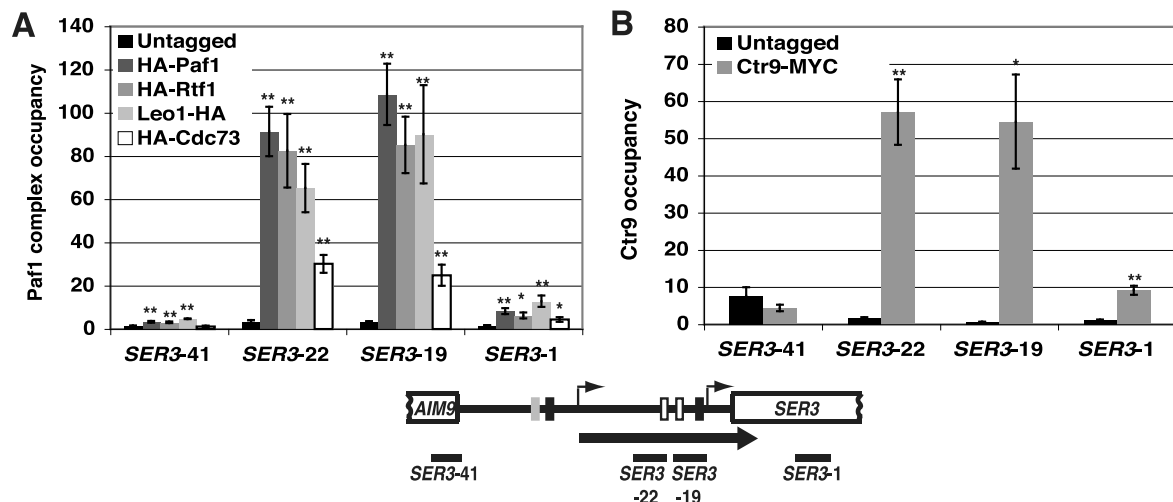 A
Paf1 complex occupancy
140
120
100
80
60
40
20
0
Untagged
HA-Paf1
HA-Rtf1
Leo1-HA
HA-Cdc73
** ** **
** ** ** **
** ** ** **
** * ** *
SER3-41 SER3-22 SER3-19 SER3-1
B
Ctr9 occupancy
80
70
60
50
40
30
20
10
0
Untagged
Ctr9-MYC
** * **
SER3-41 SER3-22 SER3-19 SER3-1
AIM9 SER3
SER3-41 SER3 SER3 SER3-1
-22 -19